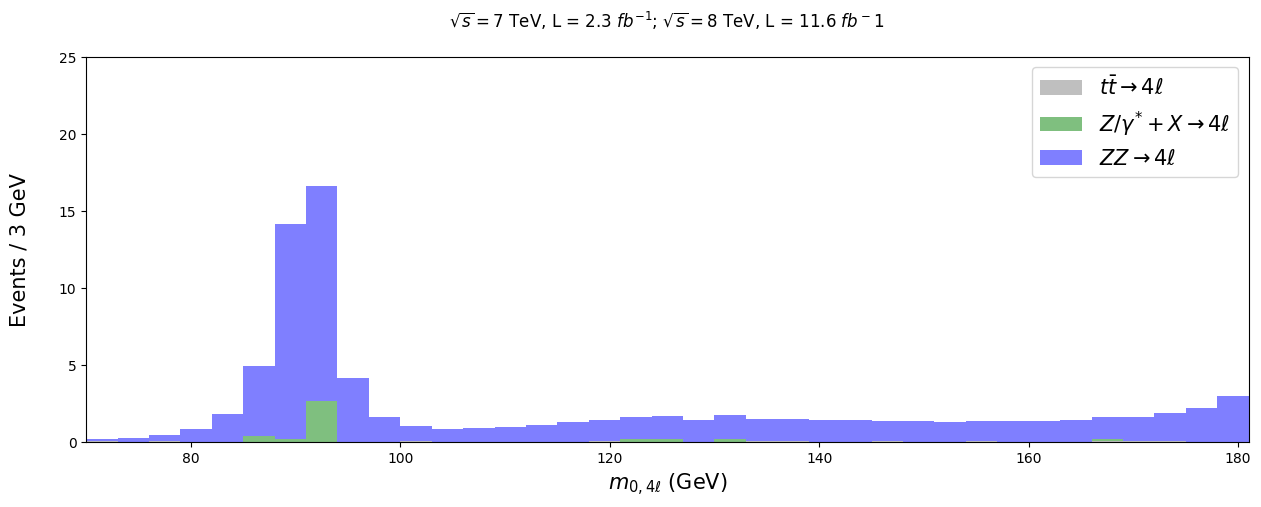 √s = 7 TeV, L = 2.3 fb⁻¹; √s = 8 TeV, L = 11.6 fb⁻1
25
20
15
10
5
0
Events / 3 GeV
tt̄ → 4ℓ
Z/γ* + X → 4ℓ
ZZ → 4ℓ
80 100 120 140 160 180
m₀,₄ℓ (GeV)